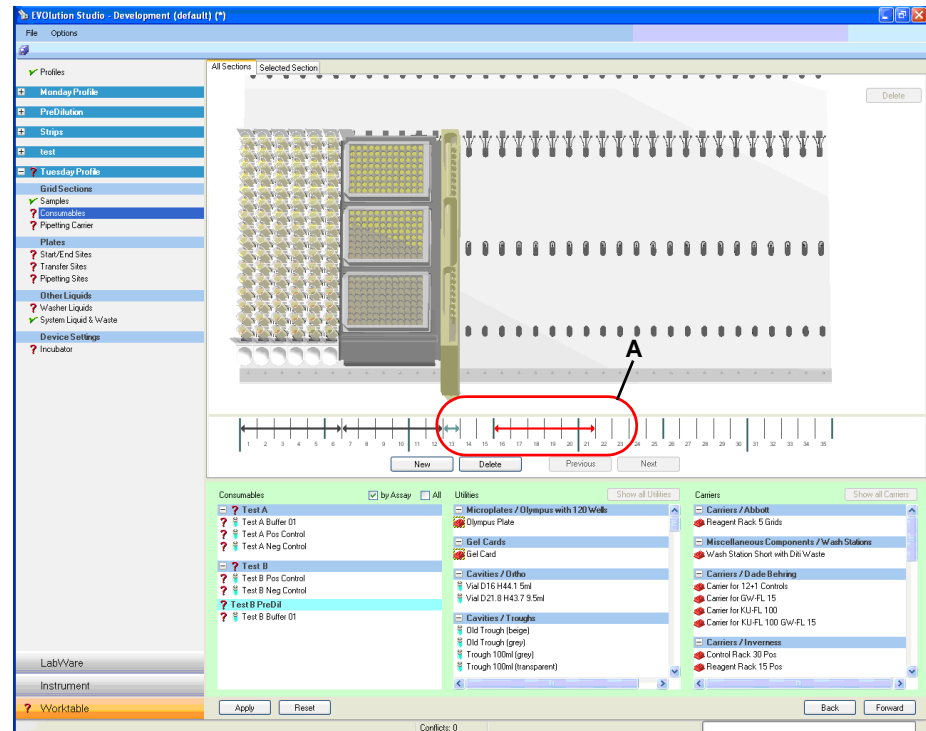 EVOlution Studio - Development (default) (*)
File Options
Profiles
Monday Profile
PreDilution
Strips
test
? Tuesday Profile
Grid Sections
Samples
? Consumables
? Pipetting Carrier
Plates
? Start/End Sites
? Transfer Sites
? Pipetting Sites
Other Liquids
? Washer Liquids
System Liquid & Waste
Device Settings
? Incubator
LabWare
Instrument
? Worktable
All Sections Selected Section
Delete
A
1 2 3 4 5 6 7 8 9 10 11 12 13 14 15 16 17 18 19 20 21 22 23 24 25 26 27 28 29 30 31 32 33 34 35
New Delete Previous Next
Consumables by Assay All
? Test A
? Test A Buffer 01
? Test A Pos Control
? Test A Neg Control
? Test B
? Test B Pos Control
? Test B Neg Control
? Test B PreDil
? Test B Buffer 01
Utilities Show all Utilities
Microplates / Olympus with 120 Wells
Olympus Plate
Gel Cards
Gel Card
Cavities / Ortho
Vial D16 H44.1 5ml
Vial D21.8 H43.7 9.5ml
Cavities / Troughs
Old Trough (beige)
Old Trough (grey)
Trough 100ml (grey)
Trough 100ml (transparent)
Carriers Show all Carriers
Carriers / Abbott
Reagent Rack 5 Grids
Miscellaneous Components / Wash Stations
Wash Station Short with Diti Waste
Carriers / Dade Behring
Carrier for 12+1 Controls
Carrier for GW-FL 15
Carrier for KU-FL 100
Carrier for KU-FL 100 GW-FL 15
Carriers / Inverness
Control Rack 30 Pos
Reagent Rack 15 Pos
Apply Reset Back Forward
Conflicts: 0